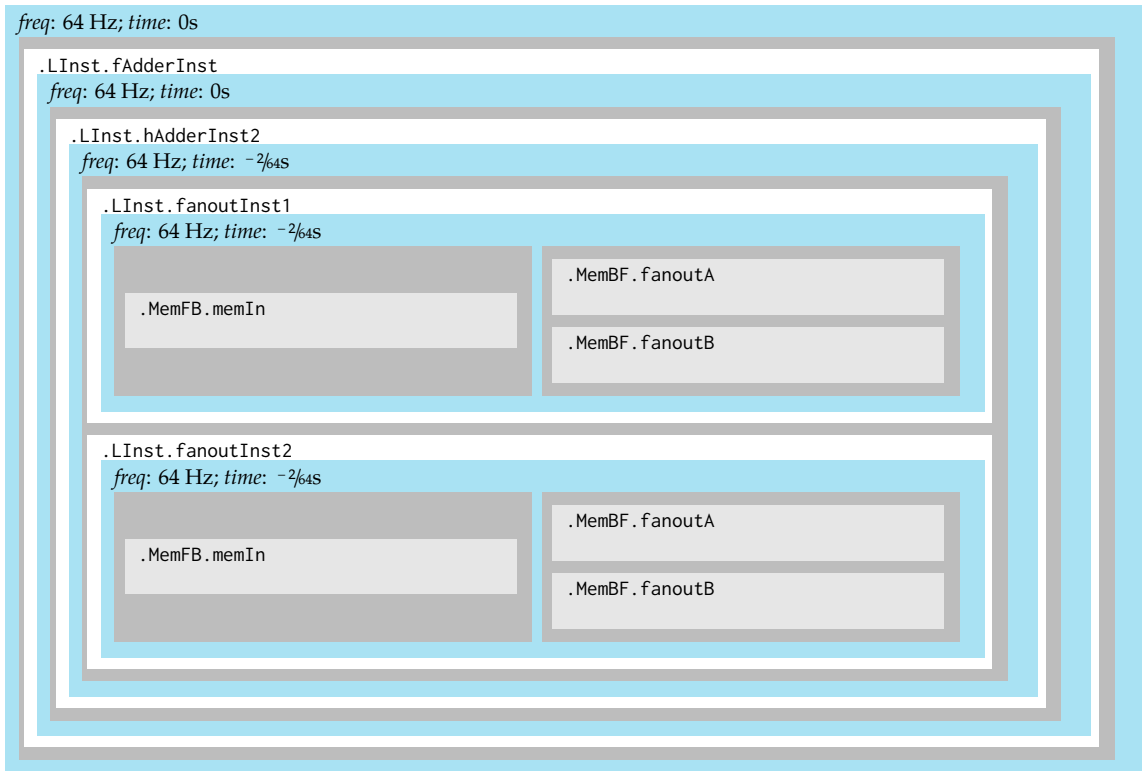 freq: 64 Hz; time: 0s
.LInst.fAdderInst
freq: 64 Hz; time: 0s
.LInst.hAdderInst2
freq: 64 Hz; time: −2/64s
.LInst.fanoutInst1
freq: 64 Hz; time: −2/64s
.MemFB.memIn
.MemBF.fanoutA
.MemBF.fanoutB
.LInst.fanoutInst2
freq: 64 Hz; time: −2/64s
.MemFB.memIn
.MemBF.fanoutA
.MemBF.fanoutB